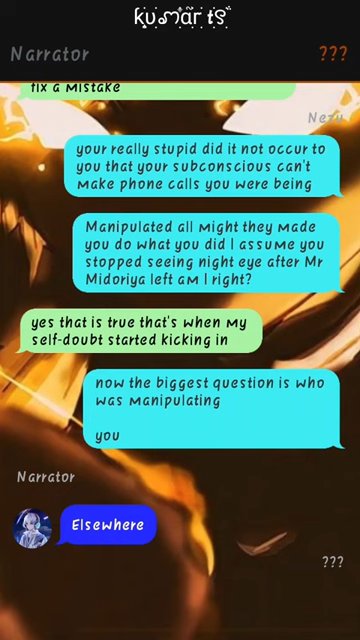 kumar ts
Narrator
???
fix a mistake
Nezu
your really stupid did it not occur to
you that your subconscious can't
make phone calls you were being
Manipulated all might they made
you do what you did I assume you
stopped seeing night eye after Mr
Midoriya left am I right?
yes that is true that's when my
self-doubt started kicking in
now the biggest question is who
was manipulating
you
Narrator
Elsewhere
???